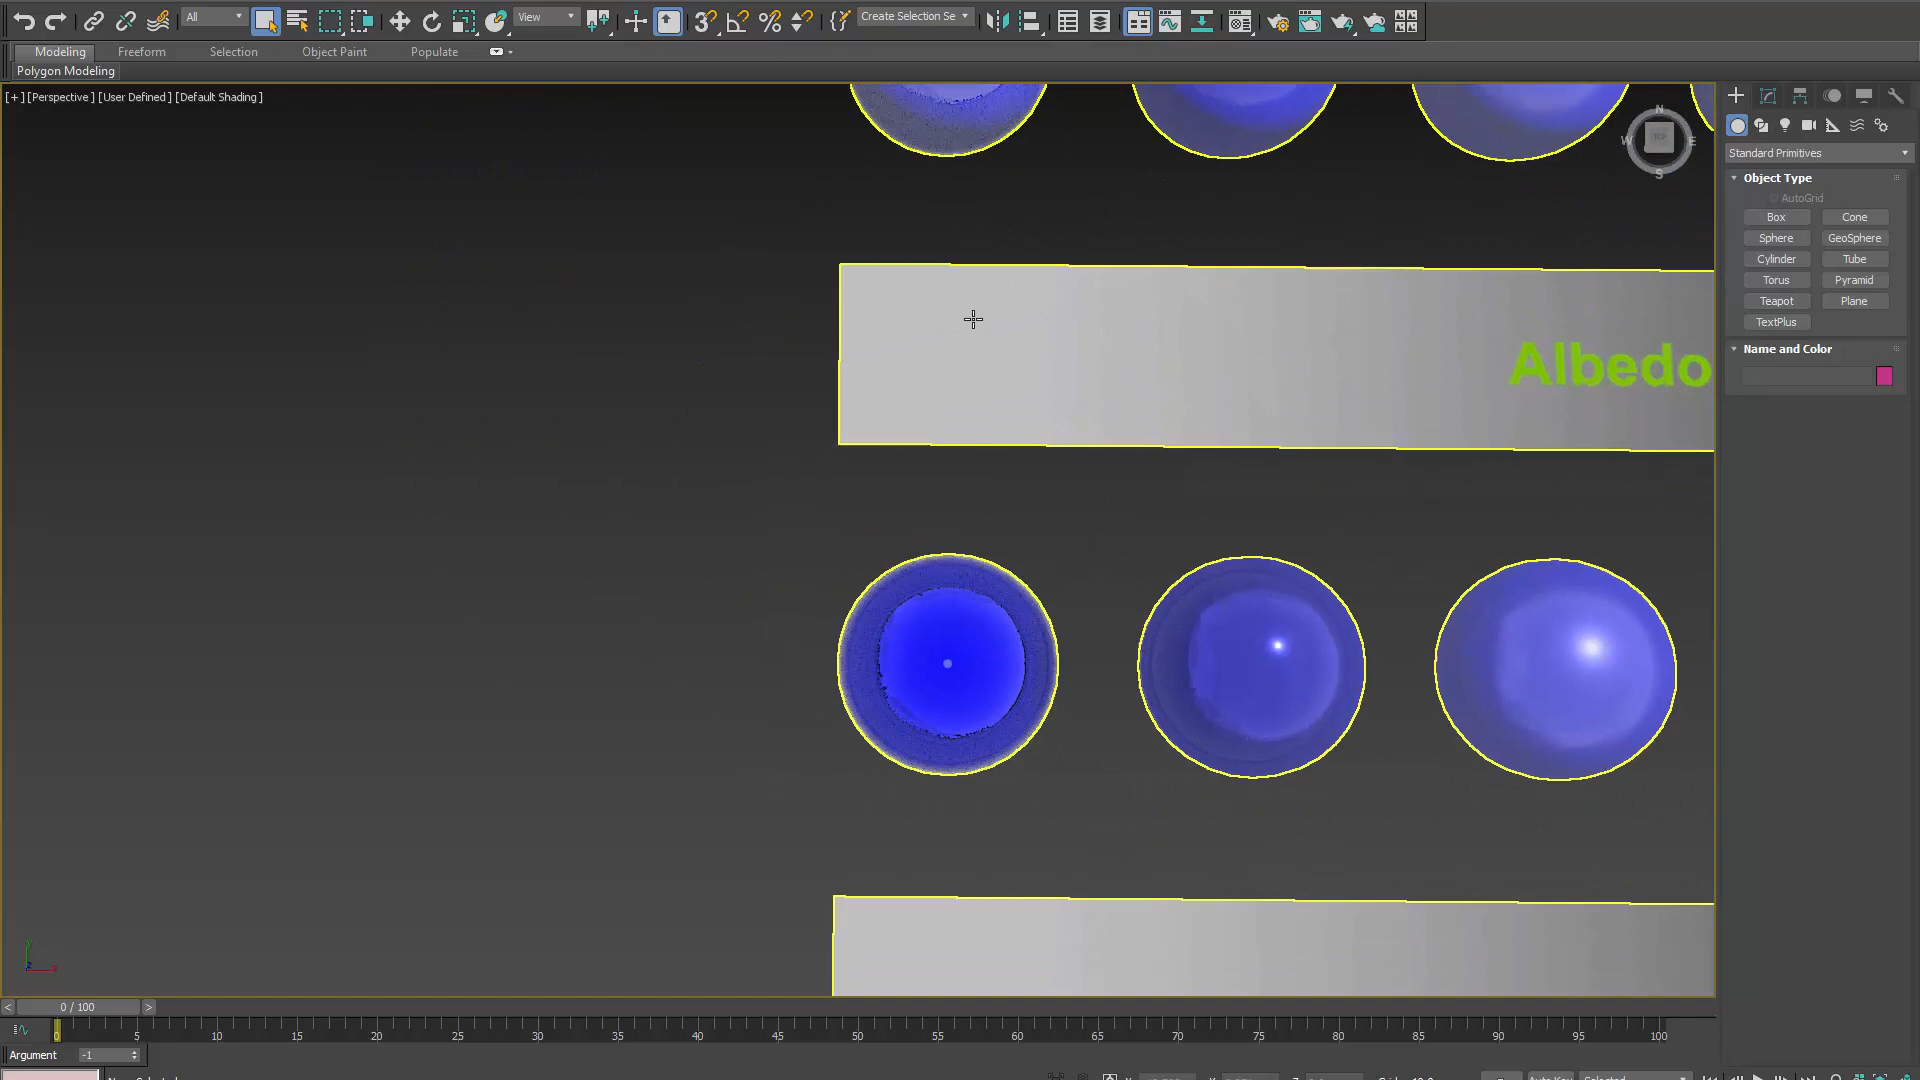 All
View
Create Selection Se
Modeling
Freeform
Selection
Object Paint
Populate
Polygon Modeling
[+] [Perspective] [User Defined] [Default Shading]
N
W
TOP
E
S
Standard Primitives
Object Type
AutoGrid
Box
Cone
Sphere
GeoSphere
Cylinder
Tube
Torus
Pyramid
Teapot
Plane
TextPlus
Name and Color
Albedo
y
x
z
< 0 / 100 >
0 5 10 15 20 25 30 35 40 45 50 55 60 65 70 75 80 85 90 95 100
Argument -1